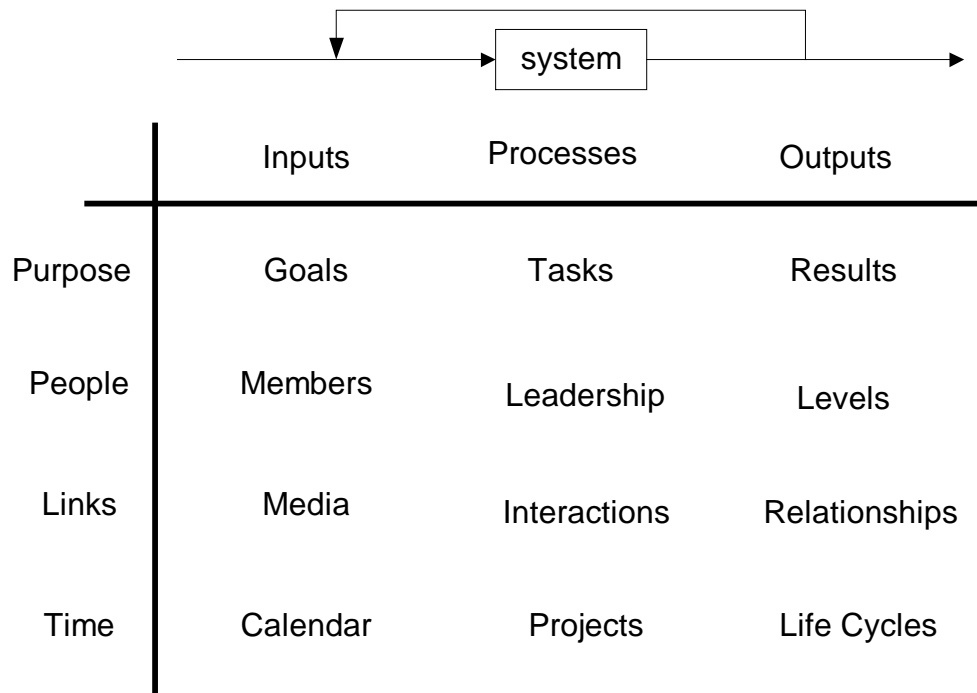 system
Inputs Processes Outputs
Purpose Goals Tasks Results
People Members Leadership Levels
Links Media Interactions Relationships
Time Calendar Projects Life Cycles